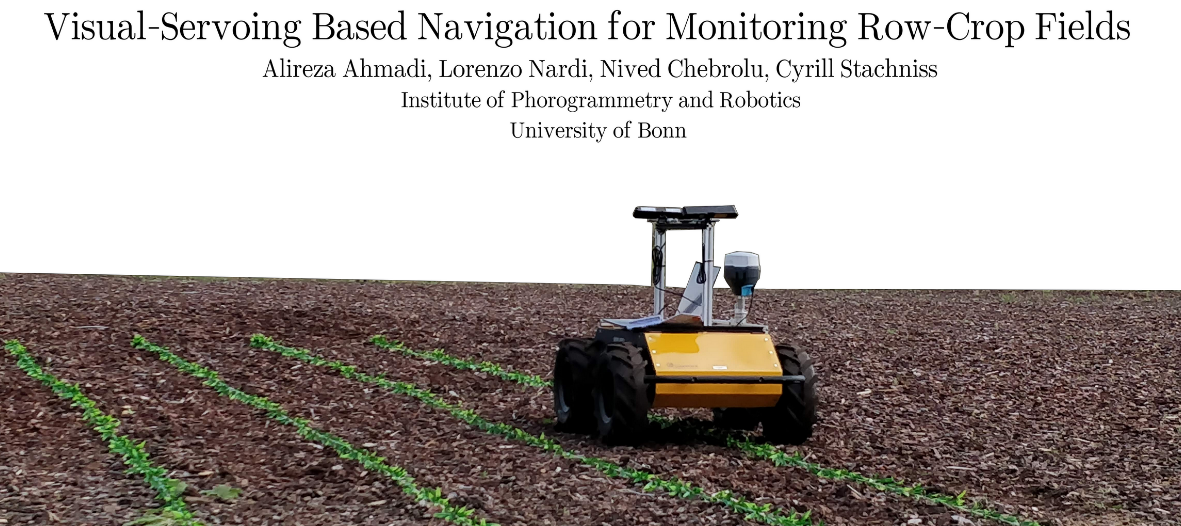 Visual-Servoing Based Navigation for Monitoring Row-Crop Fields
Alireza Ahmadi, Lorenzo Nardi, Nived Chebrolu, Cyrill Stachniss
Institute of Phorogrammetry and Robotics
University of Bonn